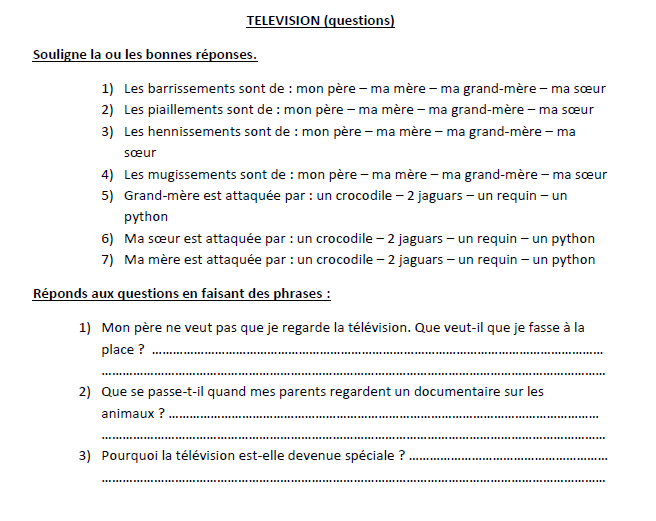 TELEVISION (questions)
Souligne la ou les bonnes réponses.
1) Les barrissements sont de : mon père – ma mère – ma grand-mère – ma sœur
2) Les piaillements sont de : mon père – ma mère – ma grand-mère – ma sœur
3) Les hennissements sont de : mon père – ma mère – ma grand-mère – ma
sœur
4) Les mugissements sont de : mon père – ma mère – ma grand-mère – ma sœur
5) Grand-mère est attaquée par : un crocodile – 2 jaguars – un requin – un
python
6) Ma sœur est attaquée par : un crocodile – 2 jaguars – un requin – un python
7) Ma mère est attaquée par : un crocodile – 2 jaguars – un requin – un python
Réponds aux questions en faisant des phrases :
1) Mon père ne veut pas que je regarde la télévision. Que veut-il que je fasse à la
place ? ……………………………………………………………………………………………………………
…………………………………………………………………………………………………………………………
2) Que se passe-t-il quand mes parents regardent un documentaire sur les
animaux ? ………………………………………………………………………………………………………
…………………………………………………………………………………………………………………………
3) Pourquoi la télévision est-elle devenue spéciale ? ………………………………………………
…………………………………………………………………………………………………………………………